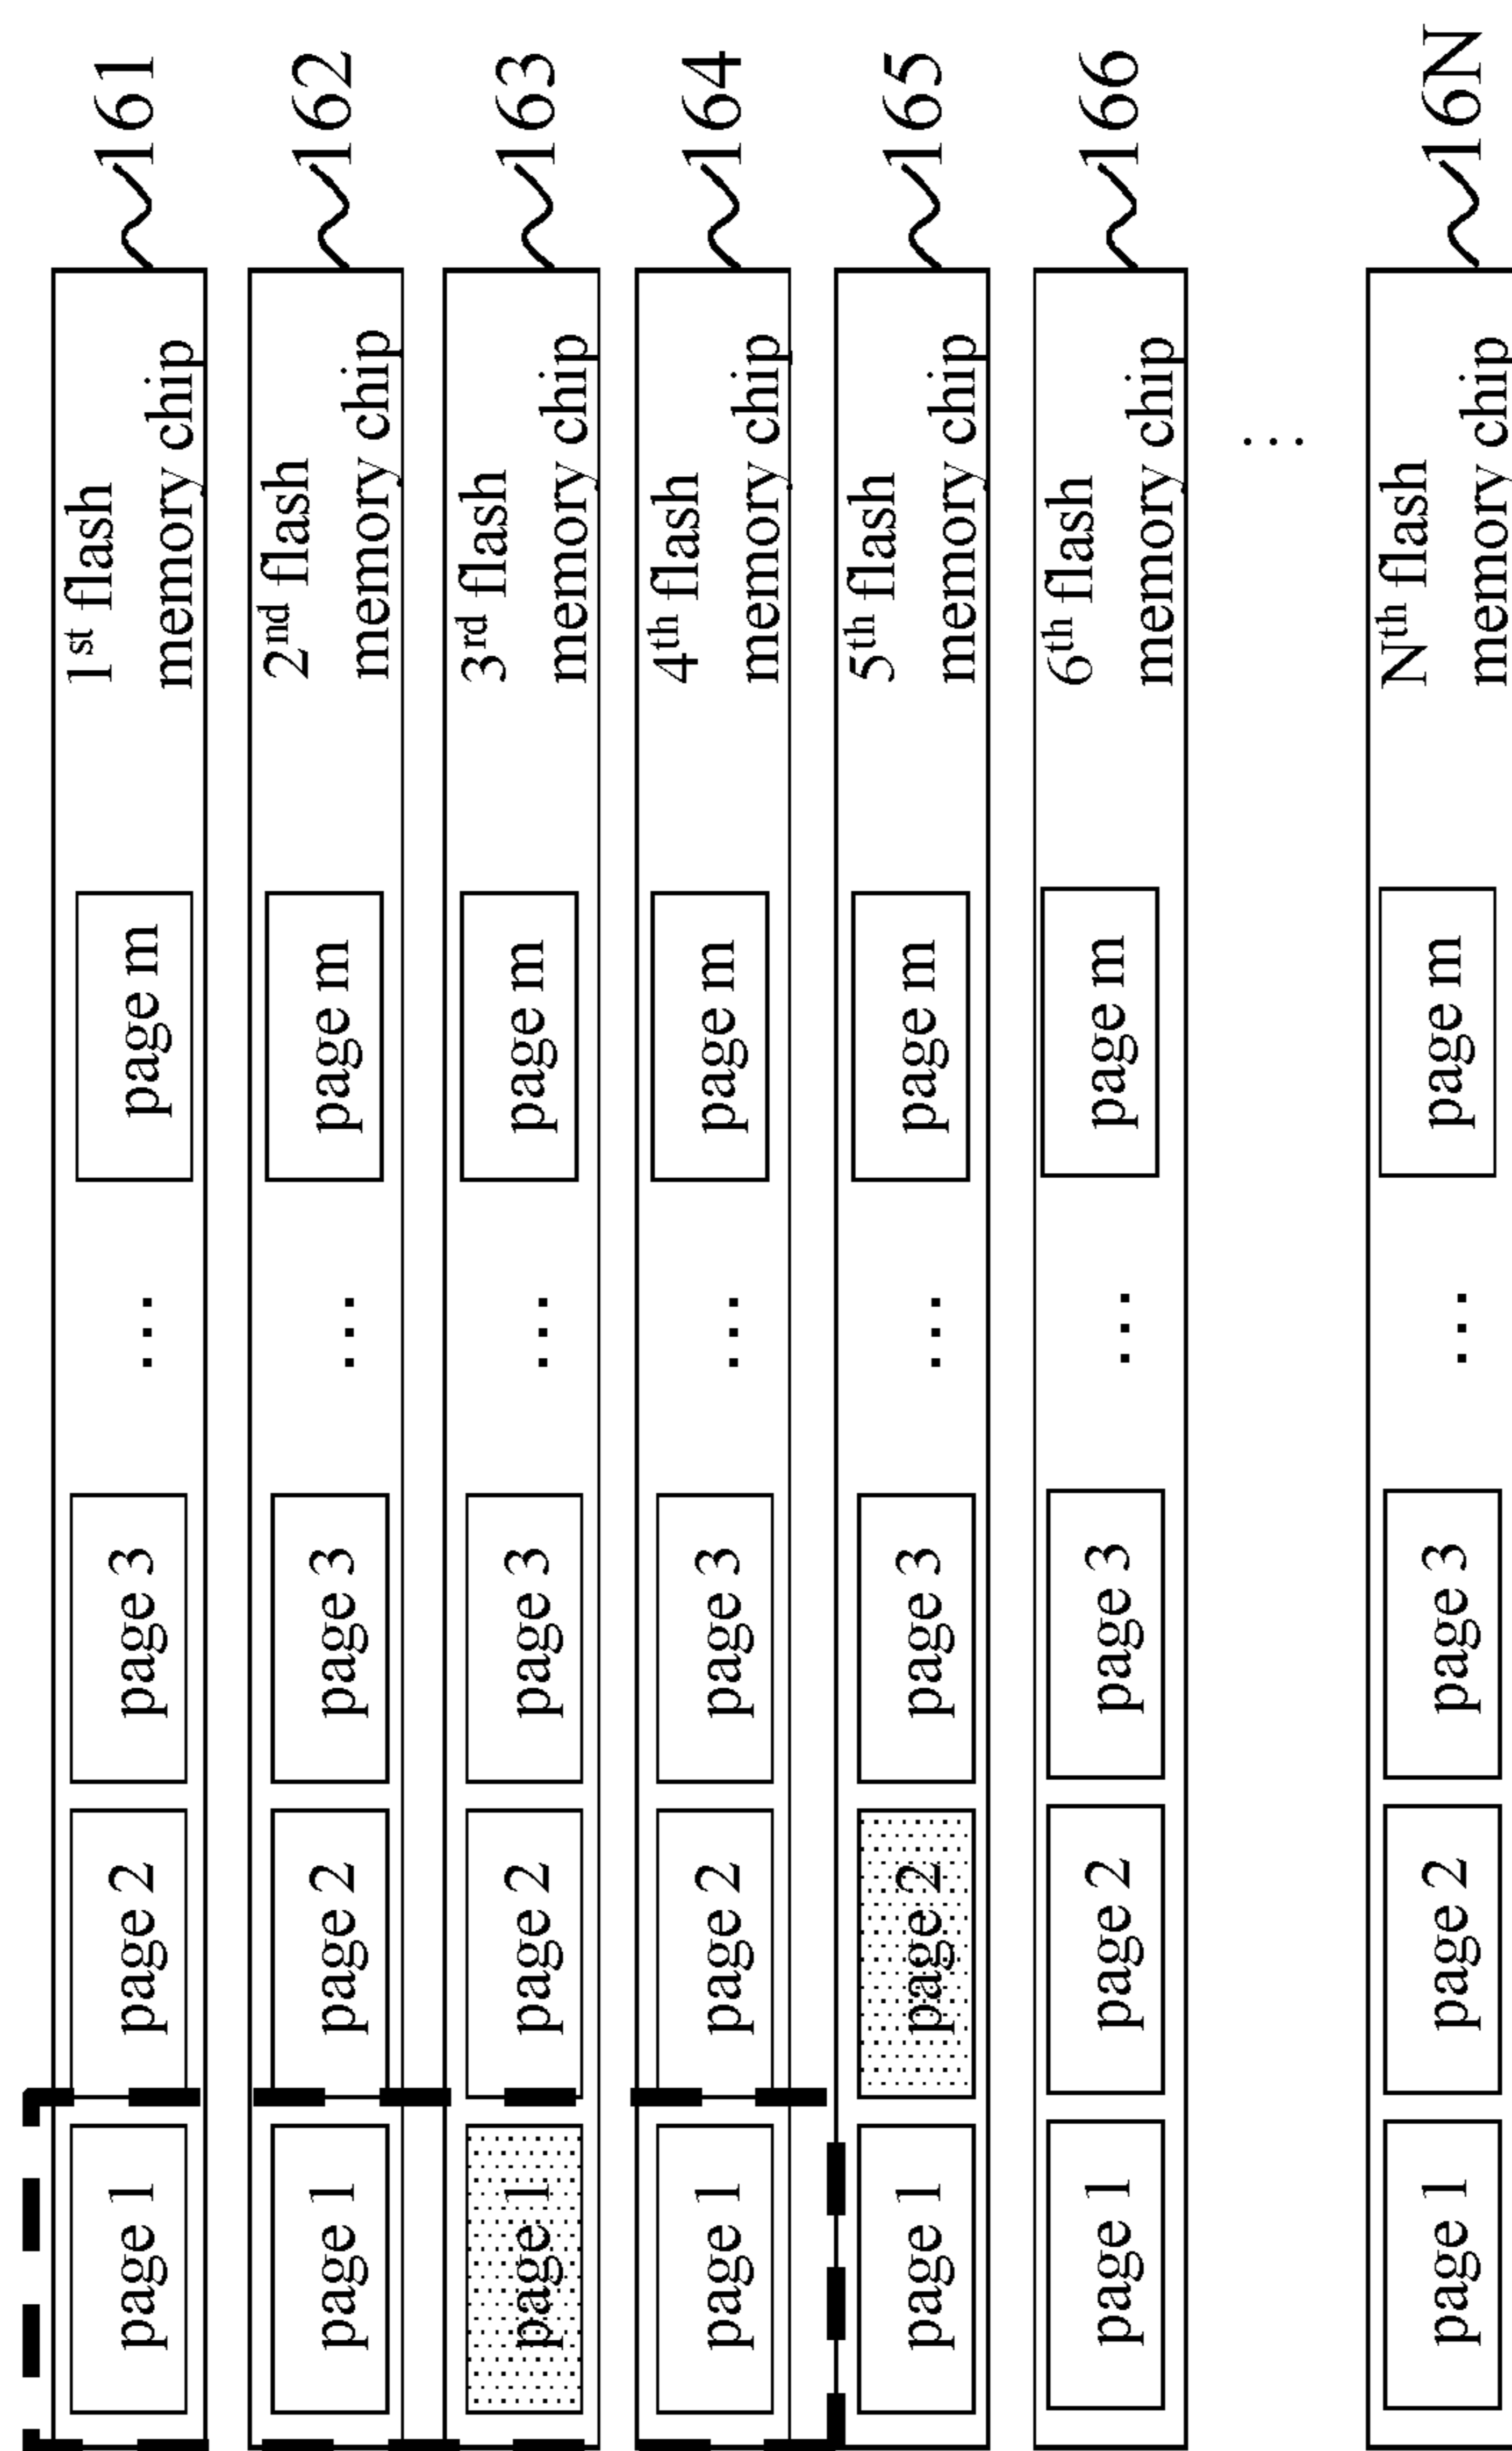 1st flash
page 1 page 2 page 3 ... page m memory chip 161
2nd flash
page 1 page 2 page 3 ... page m memory chip 162
3rd flash
page 1 page 2 page 3 ... page m memory chip 163
4th flash
page 1 page 2 page 3 ... page m memory chip 164
5th flash
page 1 page 2 page 3 ... page m memory chip 165
6th flash
page 1 page 2 page 3 ... page m memory chip 166
...
Nth flash
page 1 page 2 page 3 ... page m memory chip 16N